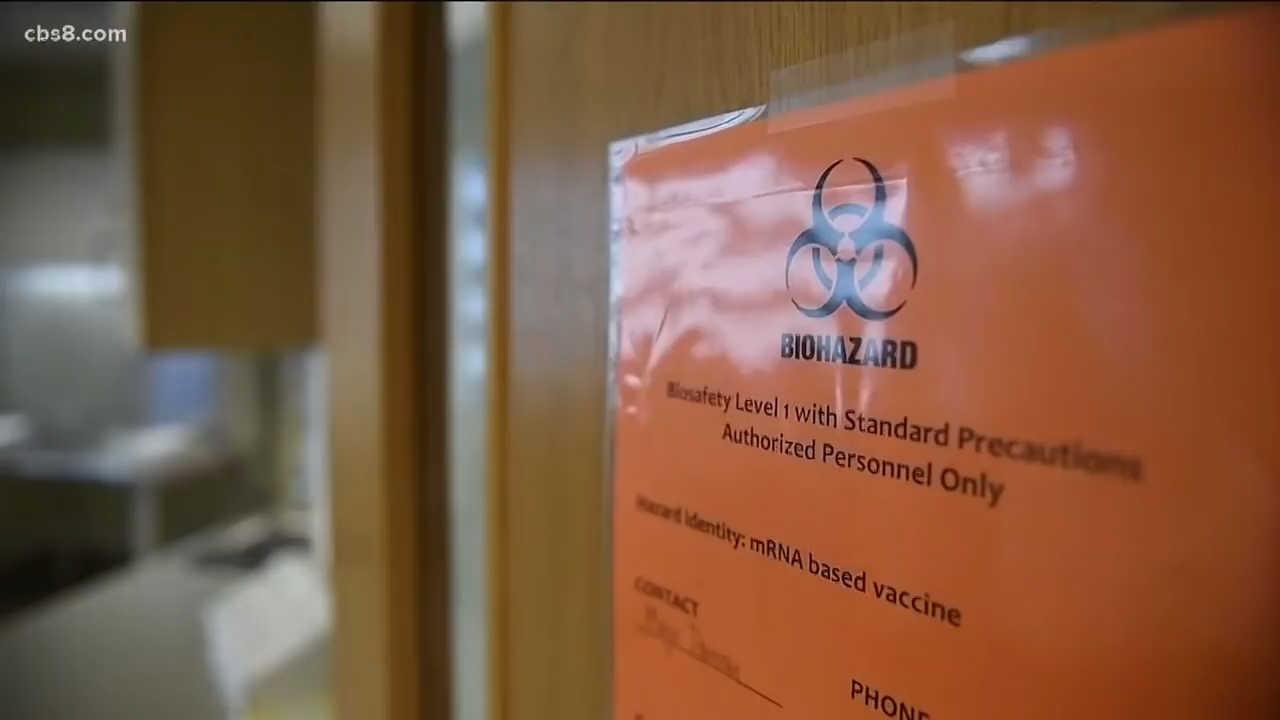 cbs8.com
BIOHAZARD
Biosafety Level 1 with Standard Precautions
Authorized Personnel Only
Hazard Identity: mRNA based vaccine
CONTACT
PHONE